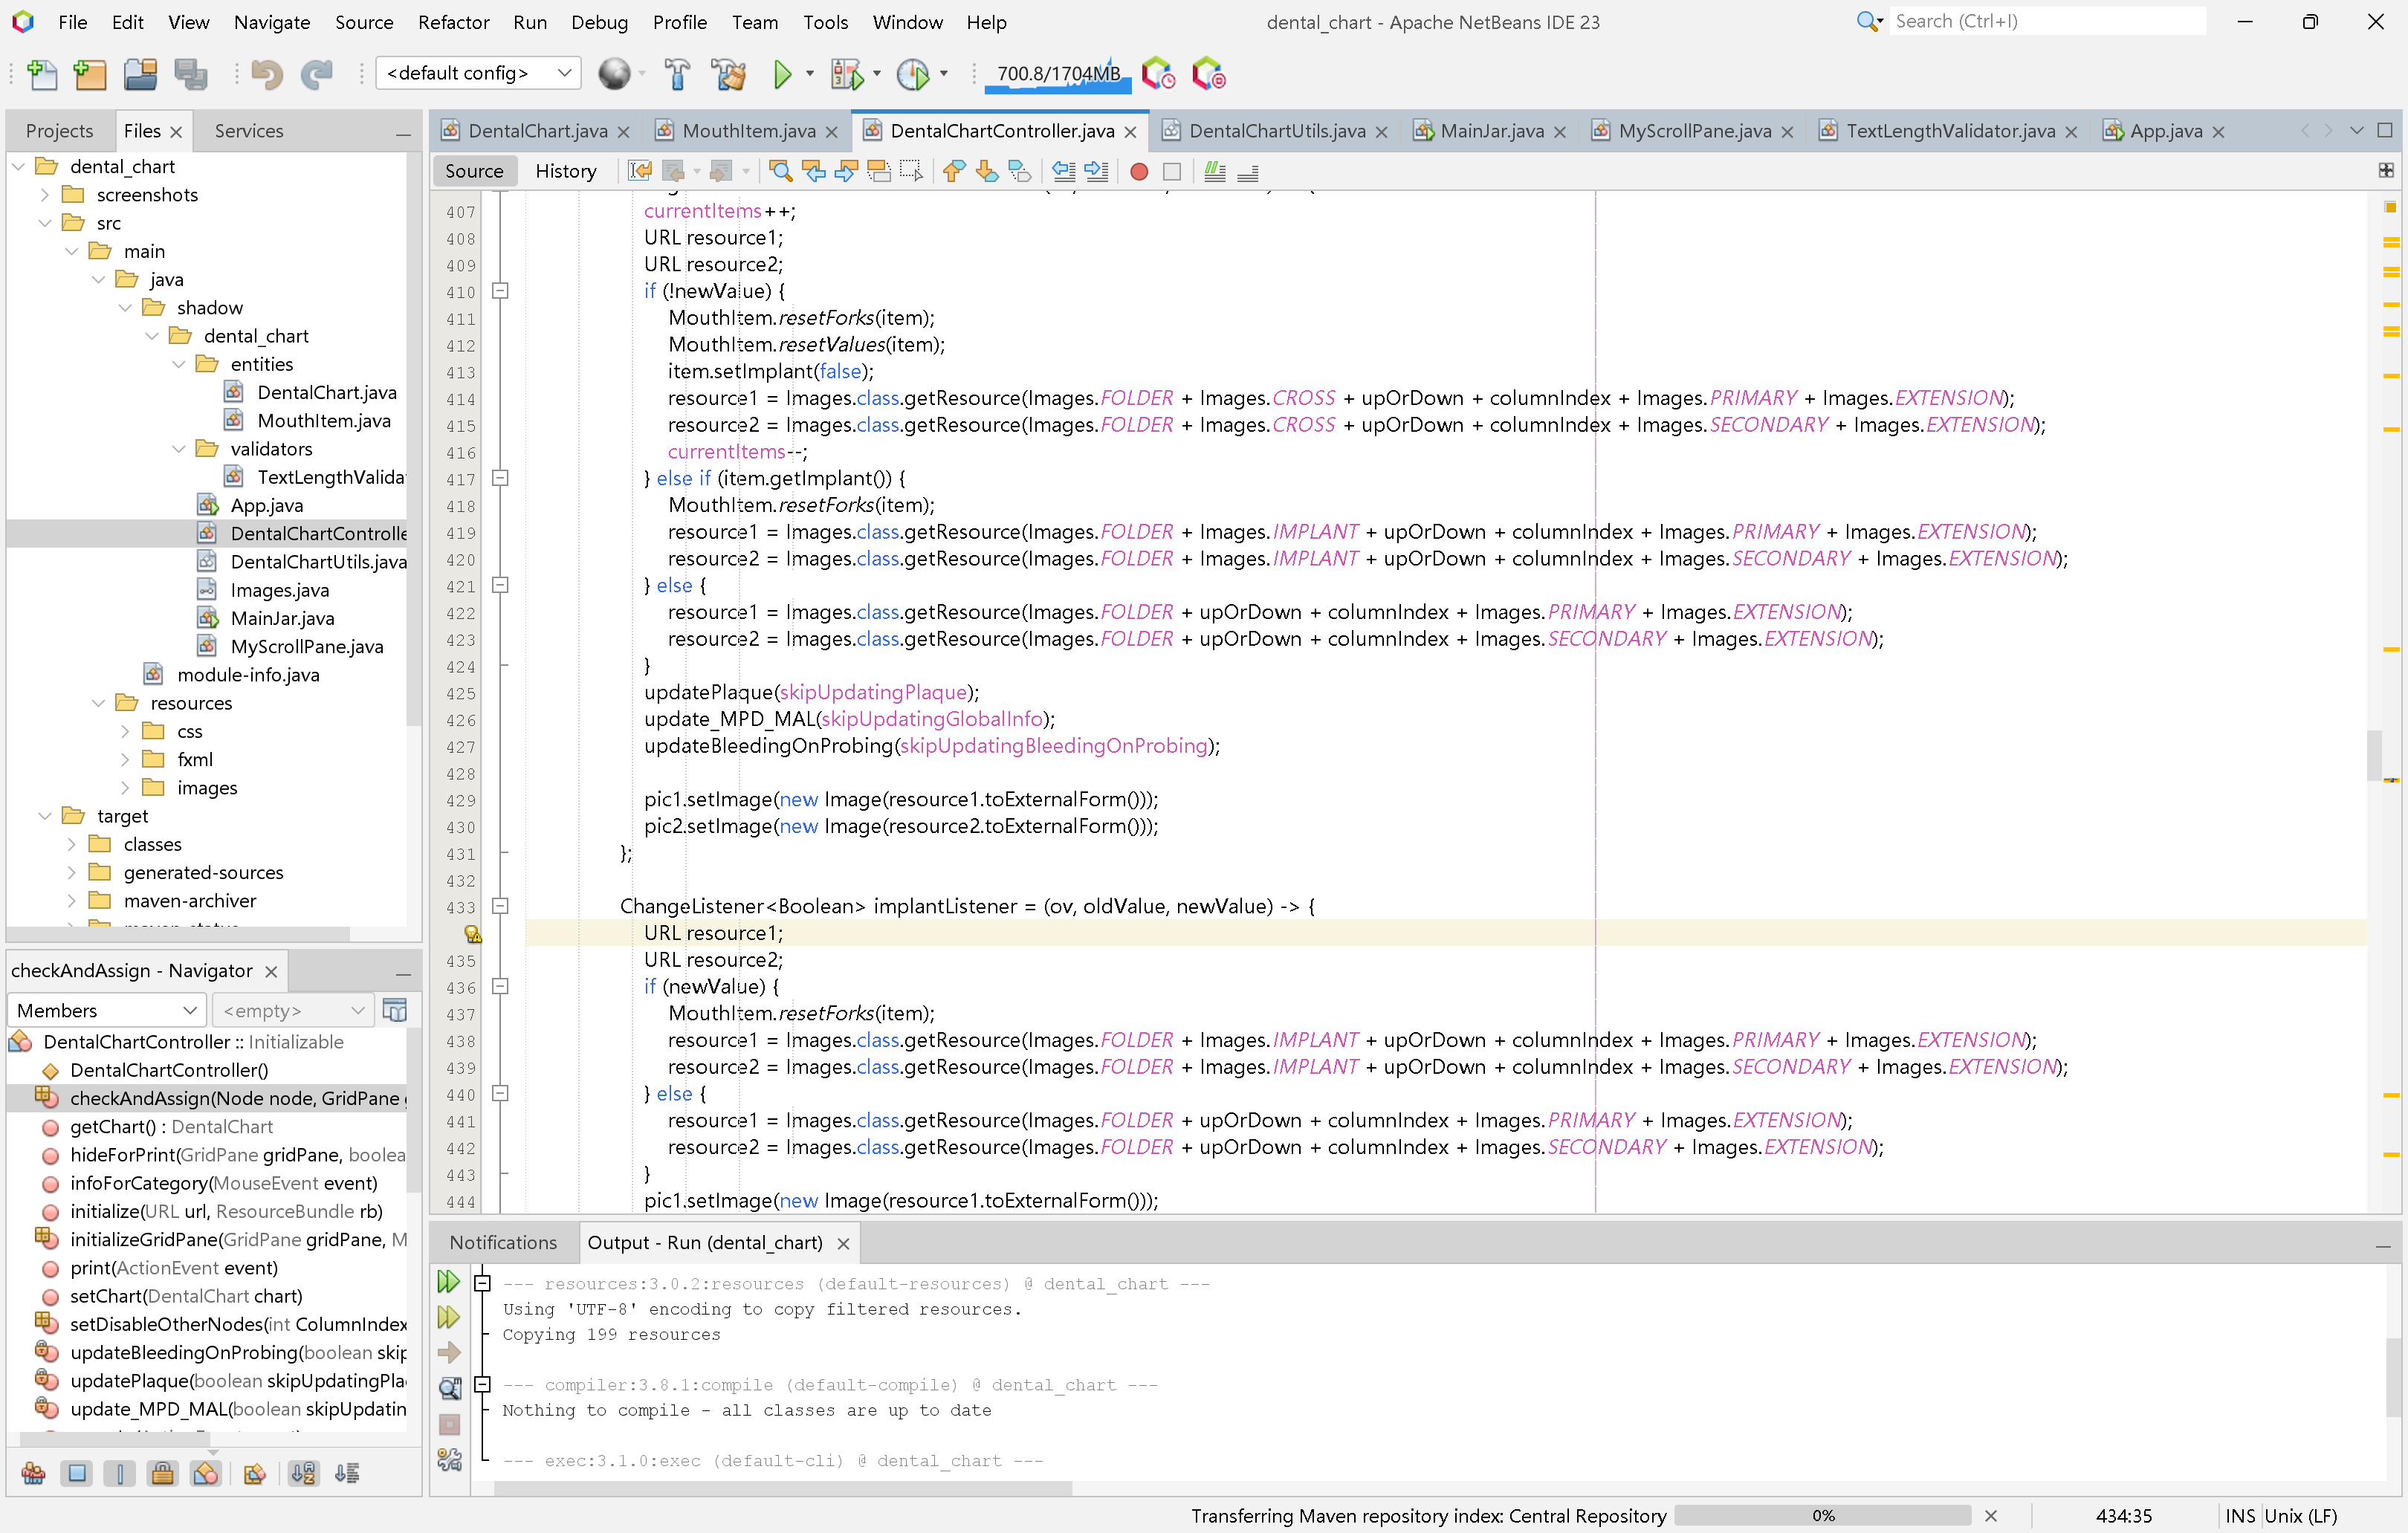 File Edit View Navigate Source Refactor Run Debug Profile Team Tools Window Help
dental_chart - Apache NetBeans IDE 23
Search (Ctrl+I)
<default config>
700.8/1704MB
Projects Files Services
dental_chart
screenshots
src
main
java
shadow
dental_chart
entities
DentalChart.java
MouthItem.java
validators
TextLengthValida
App.java
DentalChartControlle
DentalChartUtils.java
Images.java
MainJar.java
MyScrollPane.java
module-info.java
resources
css
fxml
images
target
classes
generated-sources
maven-archiver
checkAndAssign - Navigator
Members <empty>
DentalChartController :: Initializable
DentalChartController()
checkAndAssign(Node node, GridPane g
getChart() : DentalChart
hideForPrint(GridPane gridPane, boolea
infoForCategory(MouseEvent event)
initialize(URL url, ResourceBundle rb)
initializeGridPane(GridPane gridPane, M
print(ActionEvent event)
setChart(DentalChart chart)
setDisableOtherNodes(int ColumnIndex
updateBleedingOnProbing(boolean skip
updatePlaque(boolean skipUpdatingPla
update_MPD_MAL(boolean skipUpdatin
DentalChart.java MouthItem.java DentalChartController.java DentalChartUtils.java MainJar.java MyScrollPane.java TextLengthValidator.java App.java
Source History
407 currentItems++;
408 URL resource1;
409 URL resource2;
410 if (!newValue) {
411 MouthItem.resetForks(item);
412 MouthItem.resetValues(item);
413 item.setImplant(false);
414 resource1 = Images.class.getResource(Images.FOLDER + Images.CROSS + upOrDown + columnIndex + Images.PRIMARY + Images.EXTENSION);
415 resource2 = Images.class.getResource(Images.FOLDER + Images.CROSS + upOrDown + columnIndex + Images.SECONDARY + Images.EXTENSION);
416 currentItems--;
417 } else if (item.getImplant()) {
418 MouthItem.resetForks(item);
419 resource1 = Images.class.getResource(Images.FOLDER + Images.IMPLANT + upOrDown + columnIndex + Images.PRIMARY + Images.EXTENSION);
420 resource2 = Images.class.getResource(Images.FOLDER + Images.IMPLANT + upOrDown + columnIndex + Images.SECONDARY + Images.EXTENSION);
421 } else {
422 resource1 = Images.class.getResource(Images.FOLDER + upOrDown + columnIndex + Images.PRIMARY + Images.EXTENSION);
423 resource2 = Images.class.getResource(Images.FOLDER + upOrDown + columnIndex + Images.SECONDARY + Images.EXTENSION);
424 }
425 updatePlaque(skipUpdatingPlaque);
426 update_MPD_MAL(skipUpdatingGlobalInfo);
427 updateBleedingOnProbing(skipUpdatingBleedingOnProbing);
428
429 pic1.setImage(new Image(resource1.toExternalForm()));
430 pic2.setImage(new Image(resource2.toExternalForm()));
431 };
432
433 ChangeListener<Boolean> implantListener = (ov, oldValue, newValue) -> {
URL resource1;
435 URL resource2;
436 if (newValue) {
437 MouthItem.resetForks(item);
438 resource1 = Images.class.getResource(Images.FOLDER + Images.IMPLANT + upOrDown + columnIndex + Images.PRIMARY + Images.EXTENSION);
439 resource2 = Images.class.getResource(Images.FOLDER + Images.IMPLANT + upOrDown + columnIndex + Images.SECONDARY + Images.EXTENSION);
440 } else {
441 resource1 = Images.class.getResource(Images.FOLDER + upOrDown + columnIndex + Images.PRIMARY + Images.EXTENSION);
442 resource2 = Images.class.getResource(Images.FOLDER + upOrDown + columnIndex + Images.SECONDARY + Images.EXTENSION);
443 }
444 pic1.setImage(new Image(resource1.toExternalForm()));
Notifications Output - Run (dental_chart)
--- resources:3.0.2:resources (default-resources) @ dental_chart ---
Using 'UTF-8' encoding to copy filtered resources.
Copying 199 resources
--- compiler:3.8.1:compile (default-compile) @ dental_chart ---
Nothing to compile - all classes are up to date
--- exec:3.1.0:exec (default-cli) @ dental_chart ---
Transferring Maven repository index: Central Repository 0% 434:35 INS Unix (LF)